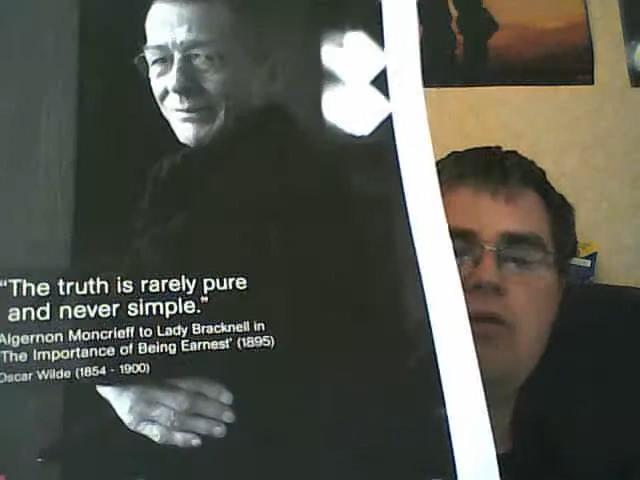 "The truth is rarely pure
and never simple."
Algernon Moncrieff to Lady Bracknell in
'The Importance of Being Earnest' (1895)
Oscar Wilde (1854 - 1900)